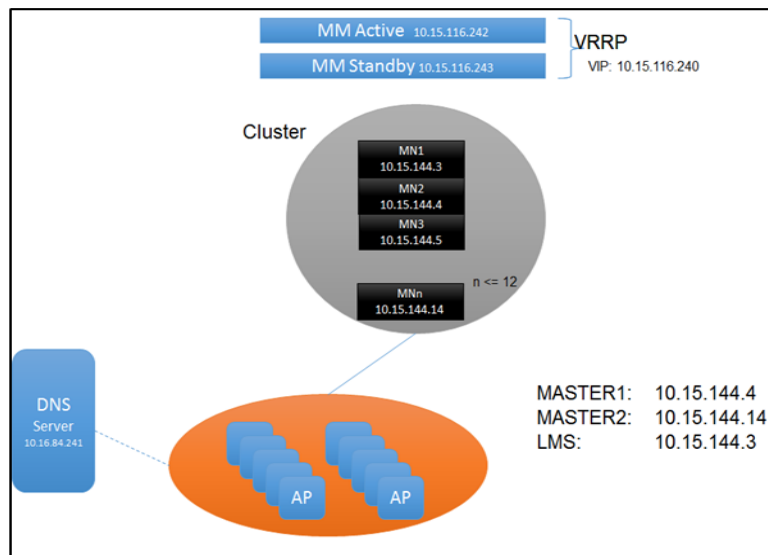 MM Active 10.15.116.242
MM Standby 10.15.116.243
VRRP
VIP: 10.15.116.240
Cluster
MN1
10.15.144.3
MN2
10.15.144.4
MN3
10.15.144.5
n <= 12
MNn
10.15.144.14
DNS
Server
10.16.84.241
MASTER1: 10.15.144.4
MASTER2: 10.15.144.14
LMS: 10.15.144.3
AP
AP